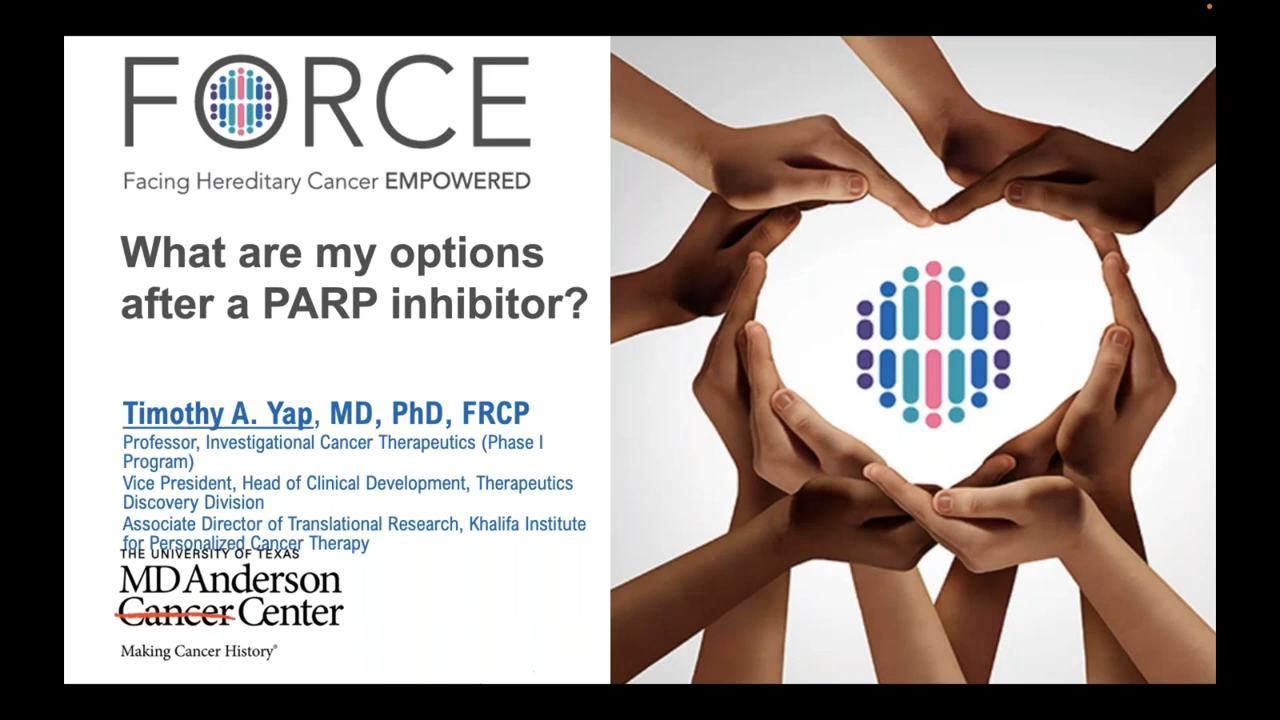 FORCE
Facing Hereditary Cancer EMPOWERED
What are my options
after a PARP inhibitor?
Timothy A. Yap, MD, PhD, FRCP
Professor, Investigational Cancer Therapeutics (Phase I
Program)
Vice President, Head of Clinical Development, Therapeutics
Discovery Division
Associate Director of Translational Research, Khalifa Institute
for Personalized Cancer Therapy
THE UNIVERSITY OF TEXAS
MD Anderson
Cancer Center
Making Cancer History®